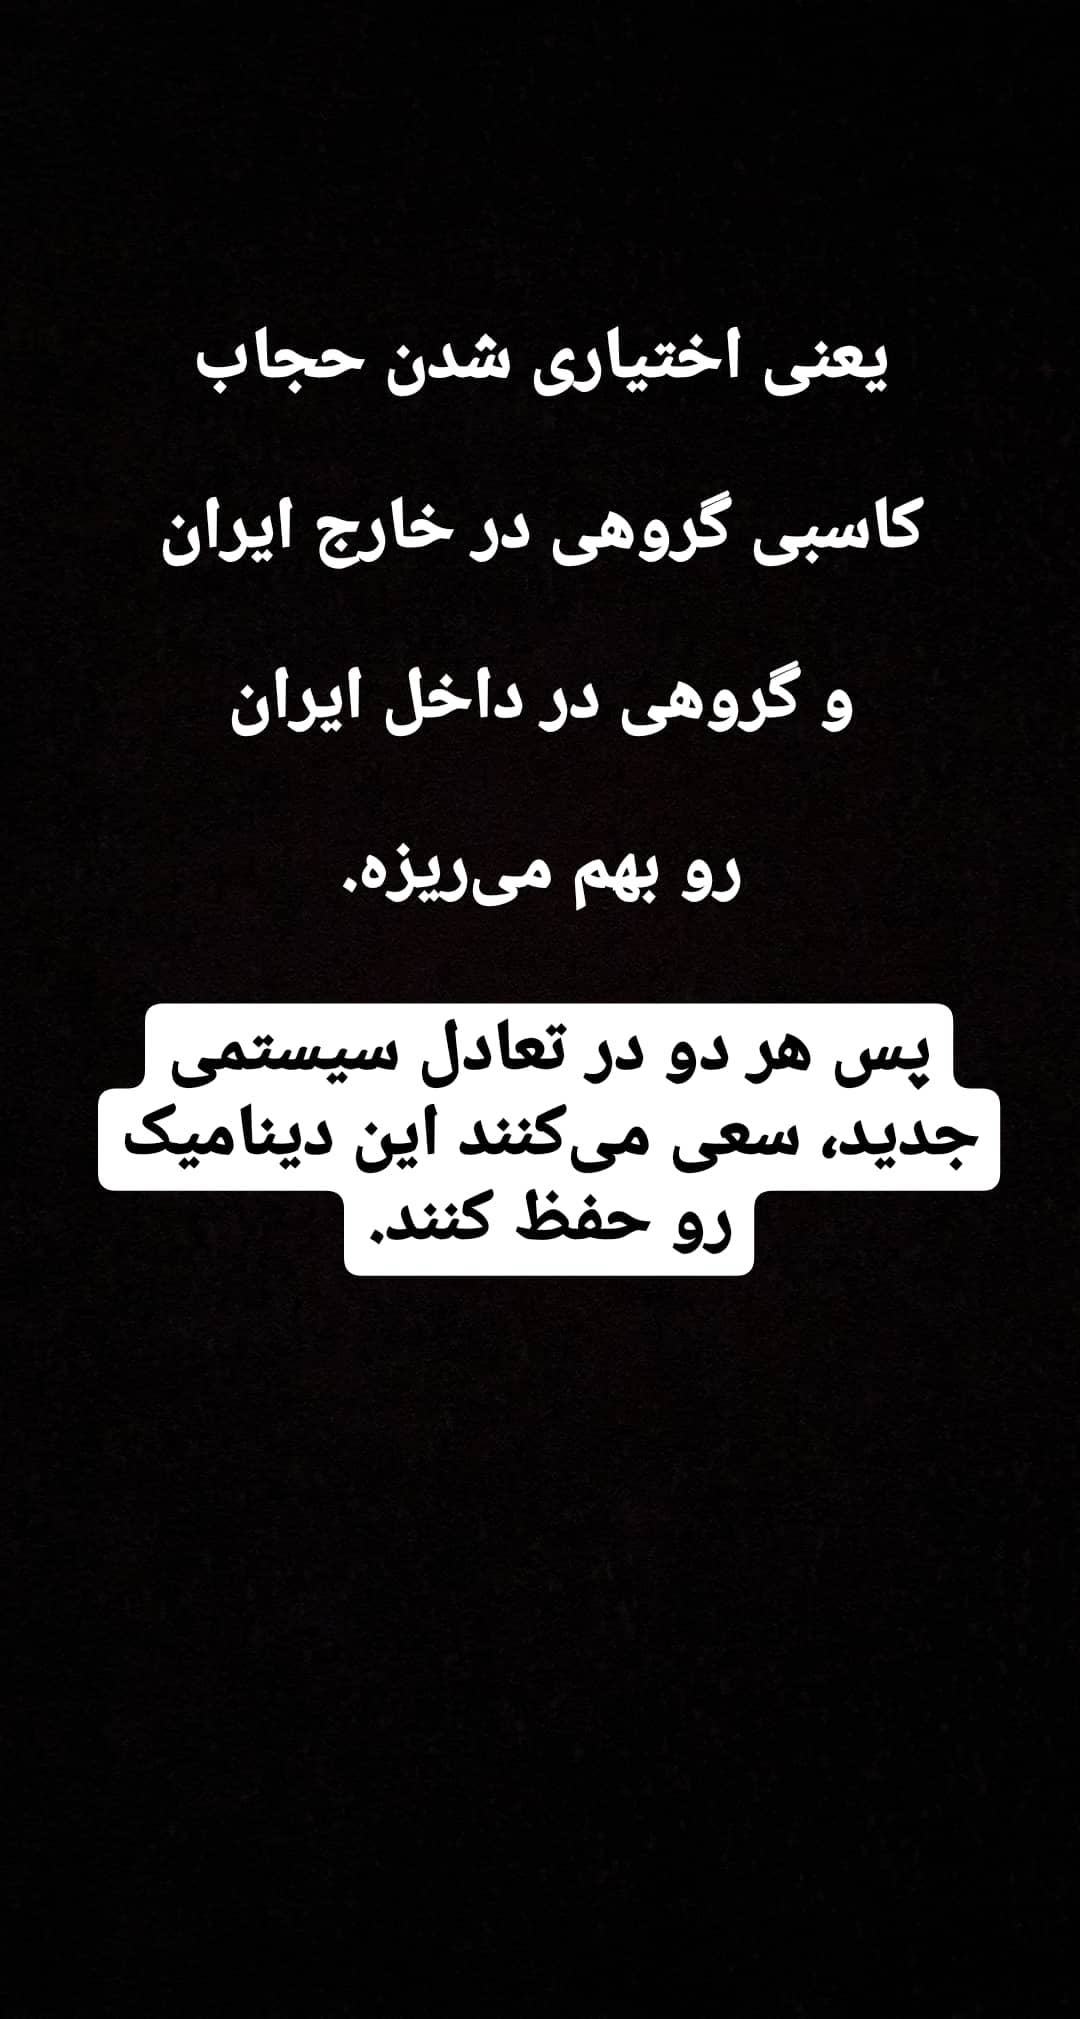 یعنی اختیاری شدن حجاب
کاسبی گروهی در خارج ایران
و گروهی در داخل ایران
رو بهم می‌ریزه.
پس هر دو در تعادل سیستمی
جدید، سعی می‌کنند این دینامیک
رو حفظ کنند.